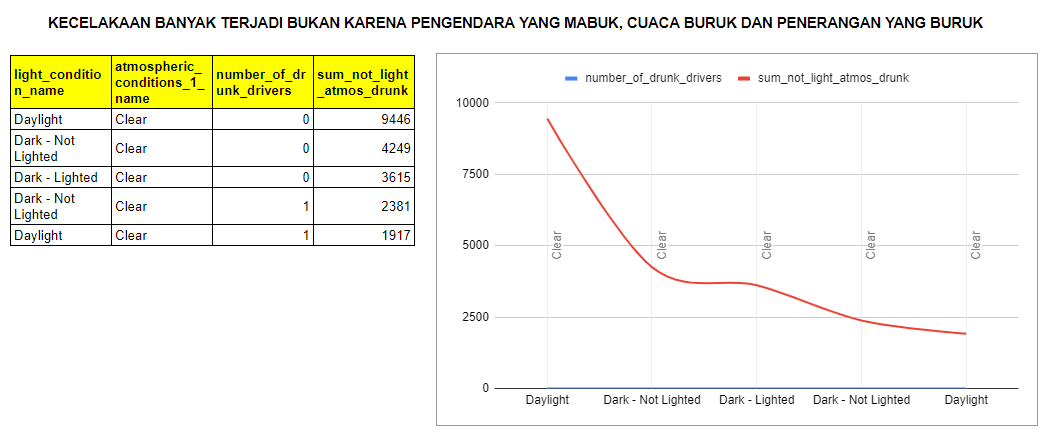 KECELAKAAN BANYAK TERJADI BUKAN KARENA PENGENDARA YANG MABUK, CUACA BURUK DAN PENERANGAN YANG BURUK
light_conditio
n_name
atmospheric_
conditions_1_
name
number_of_dr
unk_drivers
sum_not_light
_atmos_drunk
Daylight Clear 0 9446
Dark - Not
Lighted
Clear 0 4249
Dark - Lighted Clear 0 3615
Dark - Not
Lighted
Clear 1 2381
Daylight Clear 1 1917
number_of_drunk_drivers sum_not_light_atmos_drunk
10000
7500
5000
2500
0
Clear
Clear
Clear
Clear
Clear
Daylight Dark - Not Lighted Dark - Lighted Dark - Not Lighted Daylight